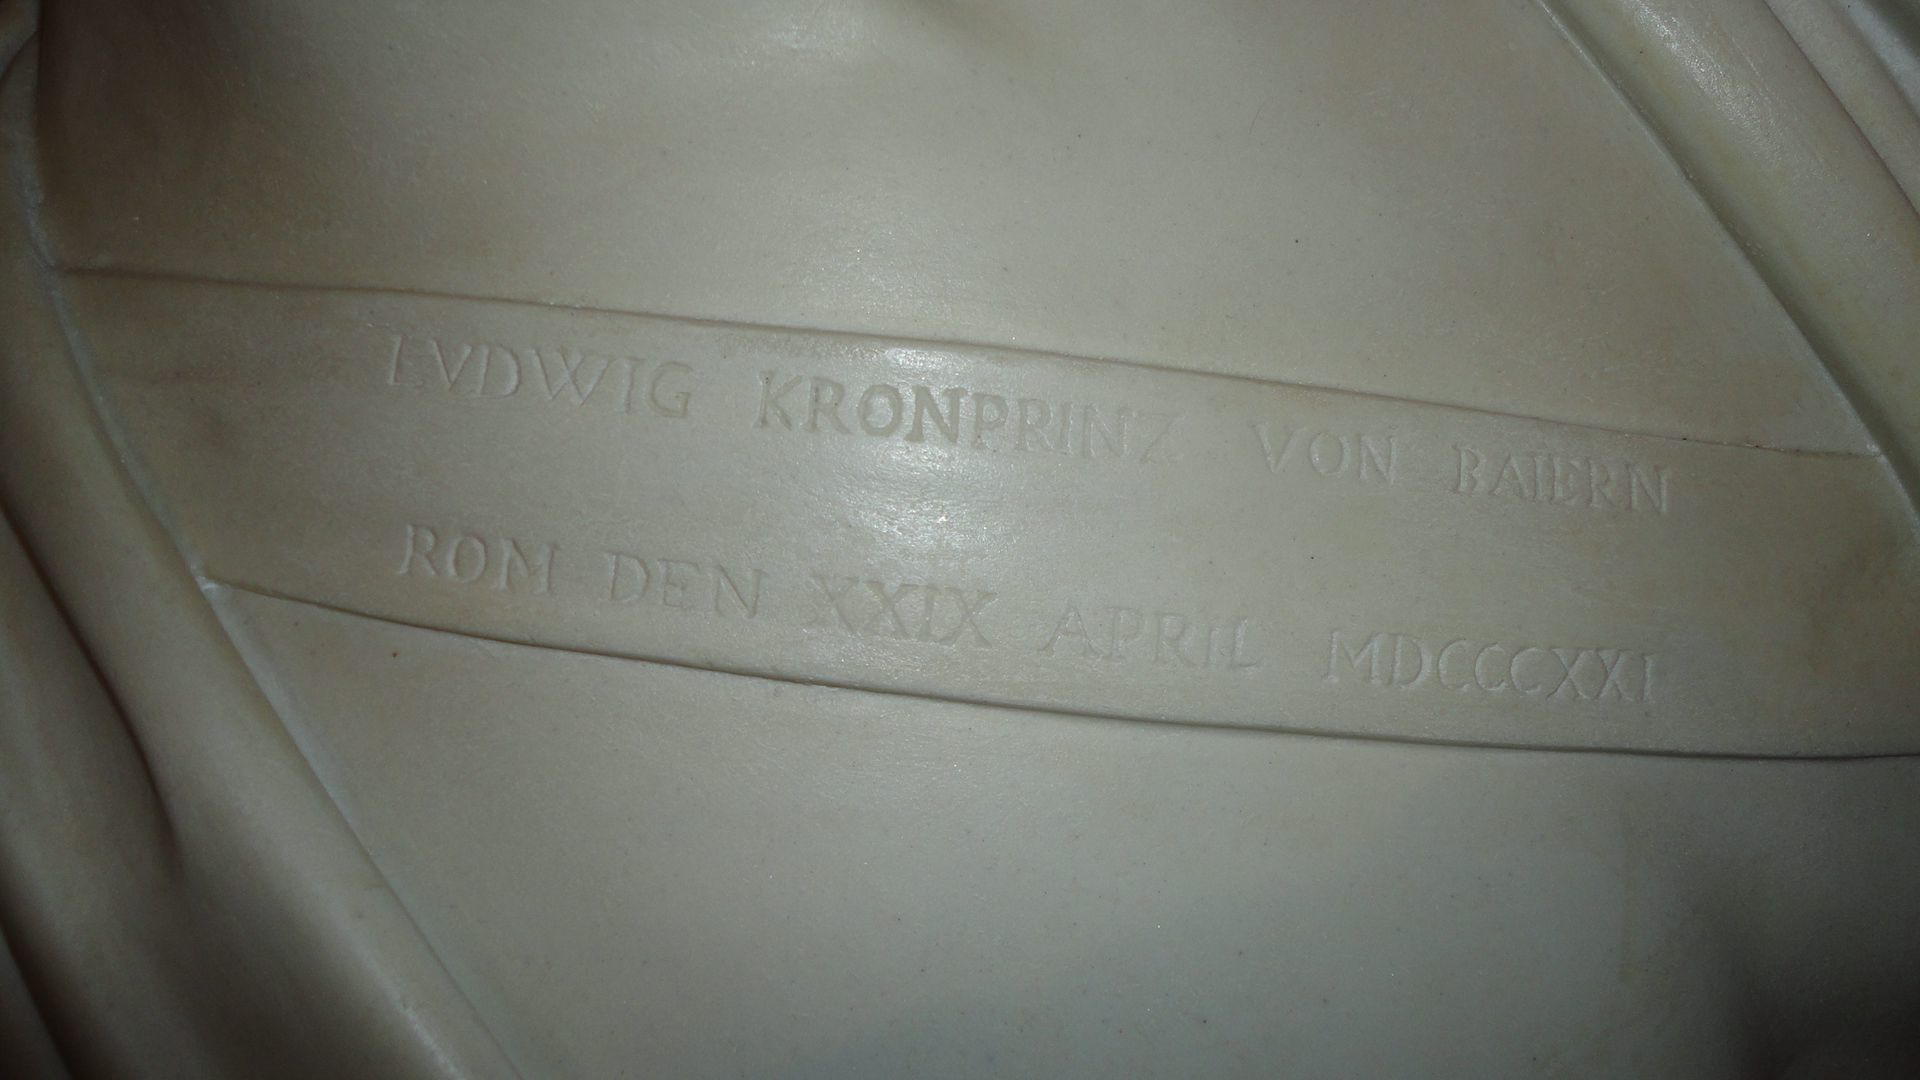 LVDWIG KRONPRINZ VON BAIERN
ROM DEN XXIX APRIL MDCCCXXI